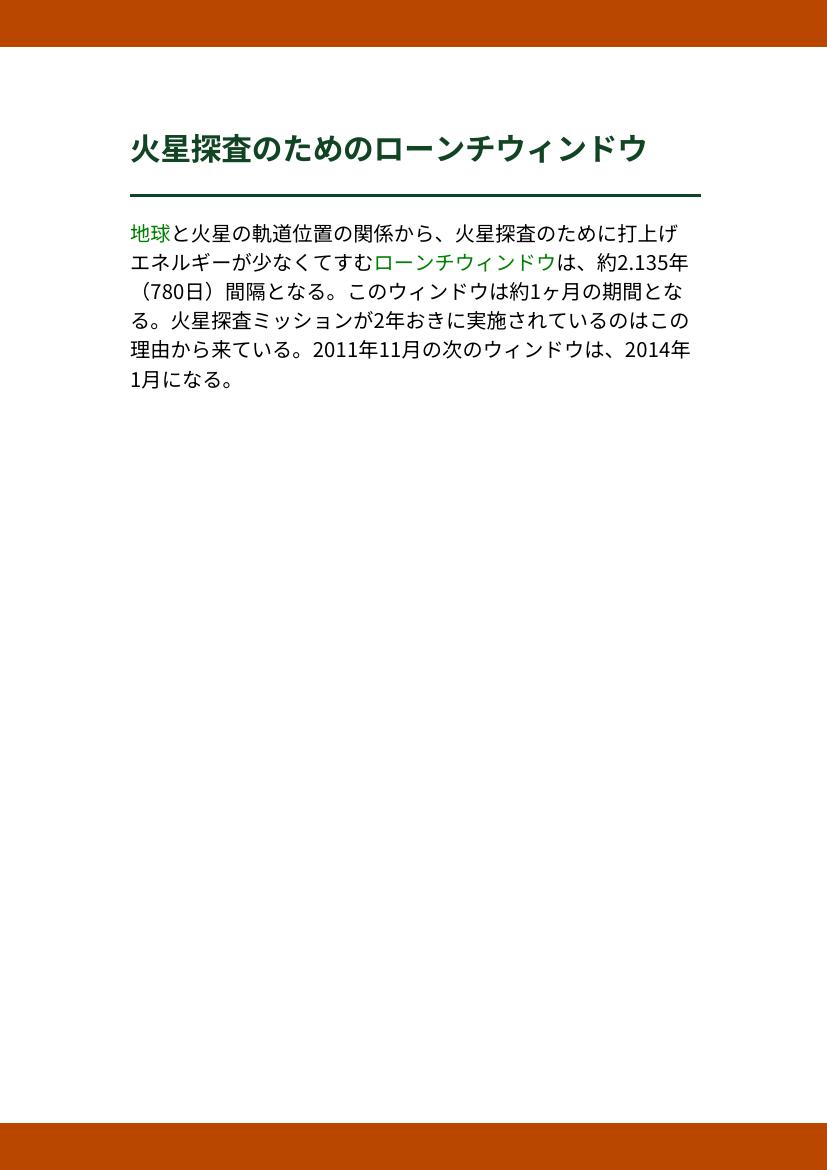 火星探査のためのローンチウィンドウ
地球と火星の軌道位置の関係から、火星探査のために打上げ
エネルギーが少なくてすむローンチウィンドウは、約2.135年
（780日）間隔となる。このウィンドウは約1ヶ月の期間とな
る。火星探査ミッションが2年おきに実施されているのはこの
理由から来ている。2011年11月の次のウィンドウは、2014年
1月になる。